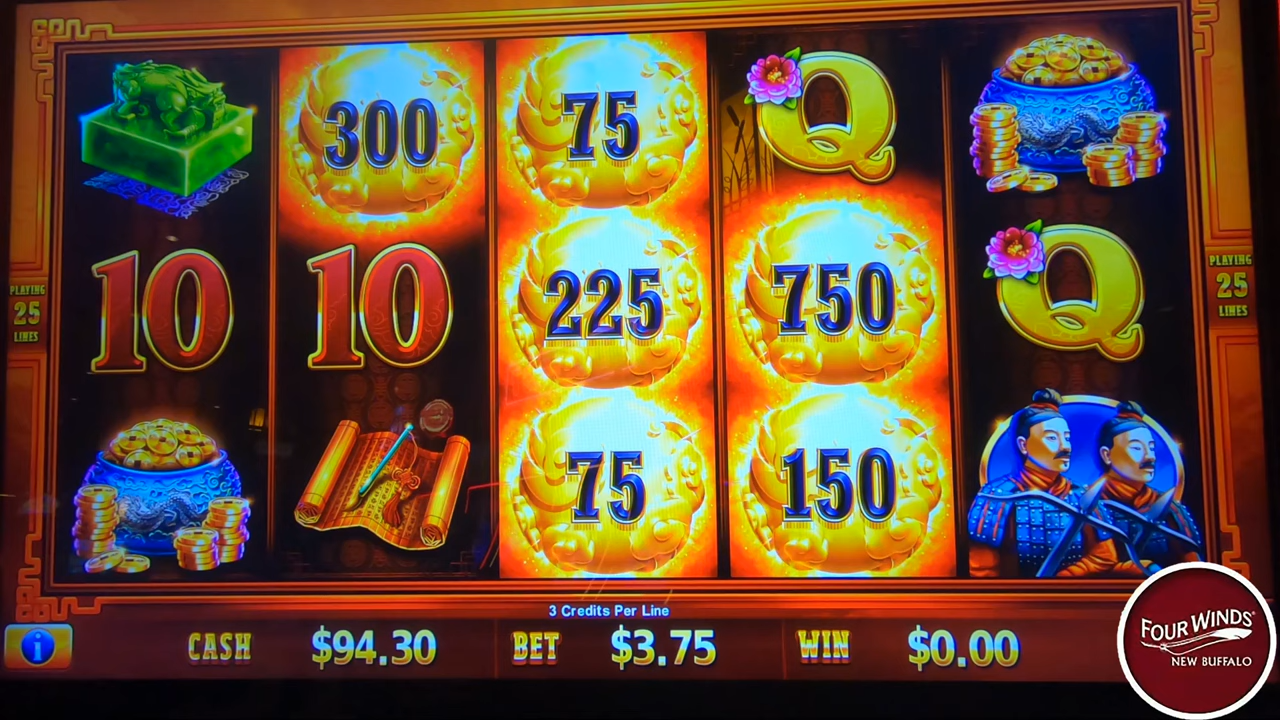 300
75
Q
10
10
225
750
Q
75
150
PLAYING
25
LINES
PLAYING
25
LINES
3 Credits Per Line
i
CASH
$94.30
BET
$3.75
WIN
$0.00
FOUR WINDS®
NEW BUFFALO